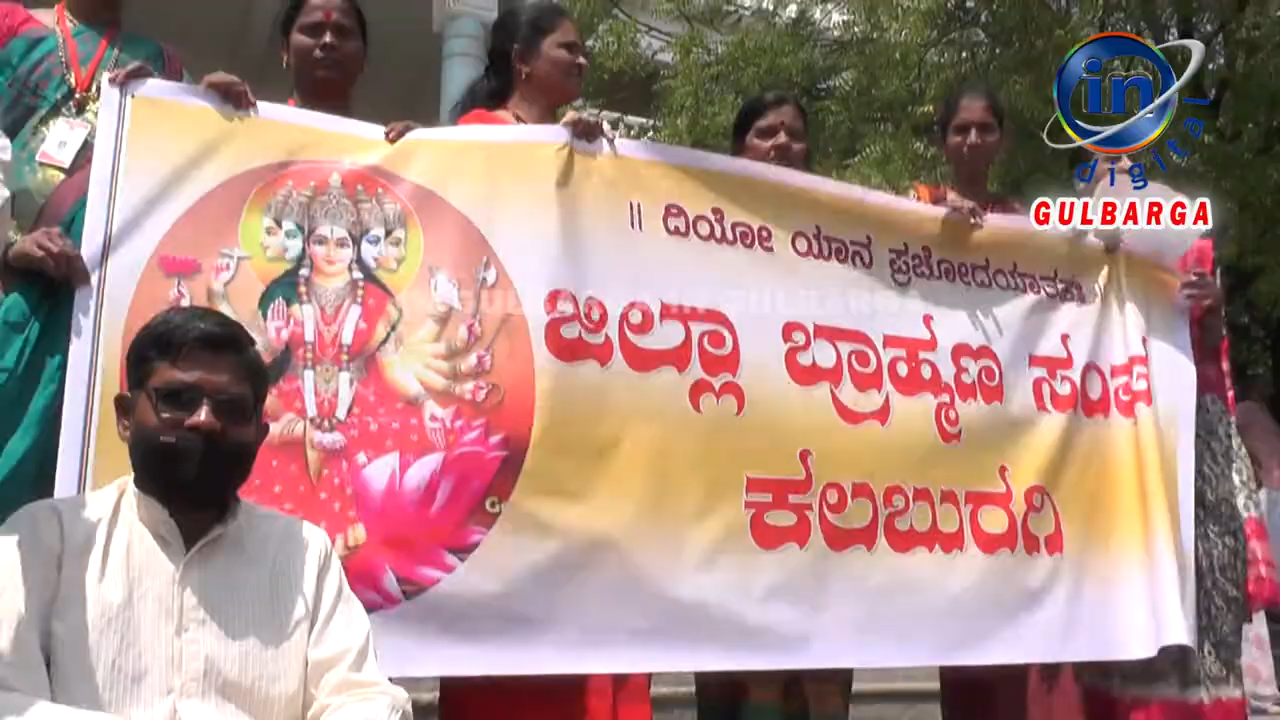 in
digital
GULBARGA
|| ದಿಯೋ ಯಾನ ಪ್ರಚೋದಯಾತಾ ||
ಜಿಲ್ಲಾ ಬ್ರಾಹ್ಮಣ ಸಂಘ
ಕಲಬುರಗಿ